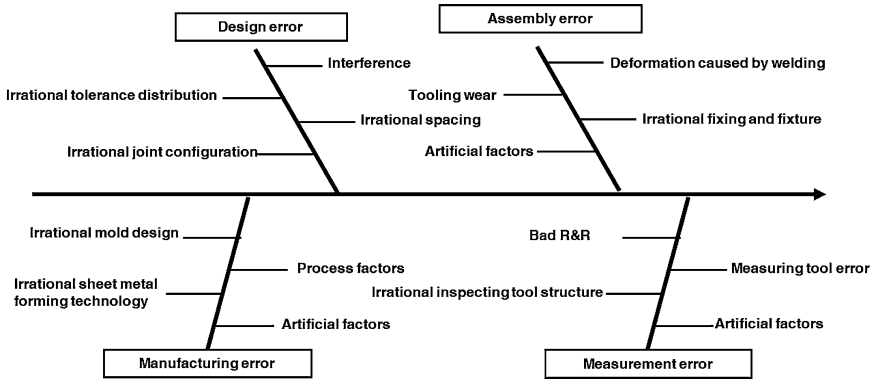 Design error
Assembly error
Interference
Irrational tolerance distribution
Irrational spacing
Irrational joint configuration
Deformation caused by welding
Tooling wear
Irrational fixing and fixture
Artificial factors
Irrational mold design
Process factors
Irrational sheet metal
forming technology
Artificial factors
Manufacturing error
Bad R&R
Measuring tool error
Irrational inspecting tool structure
Artificial factors
Measurement error